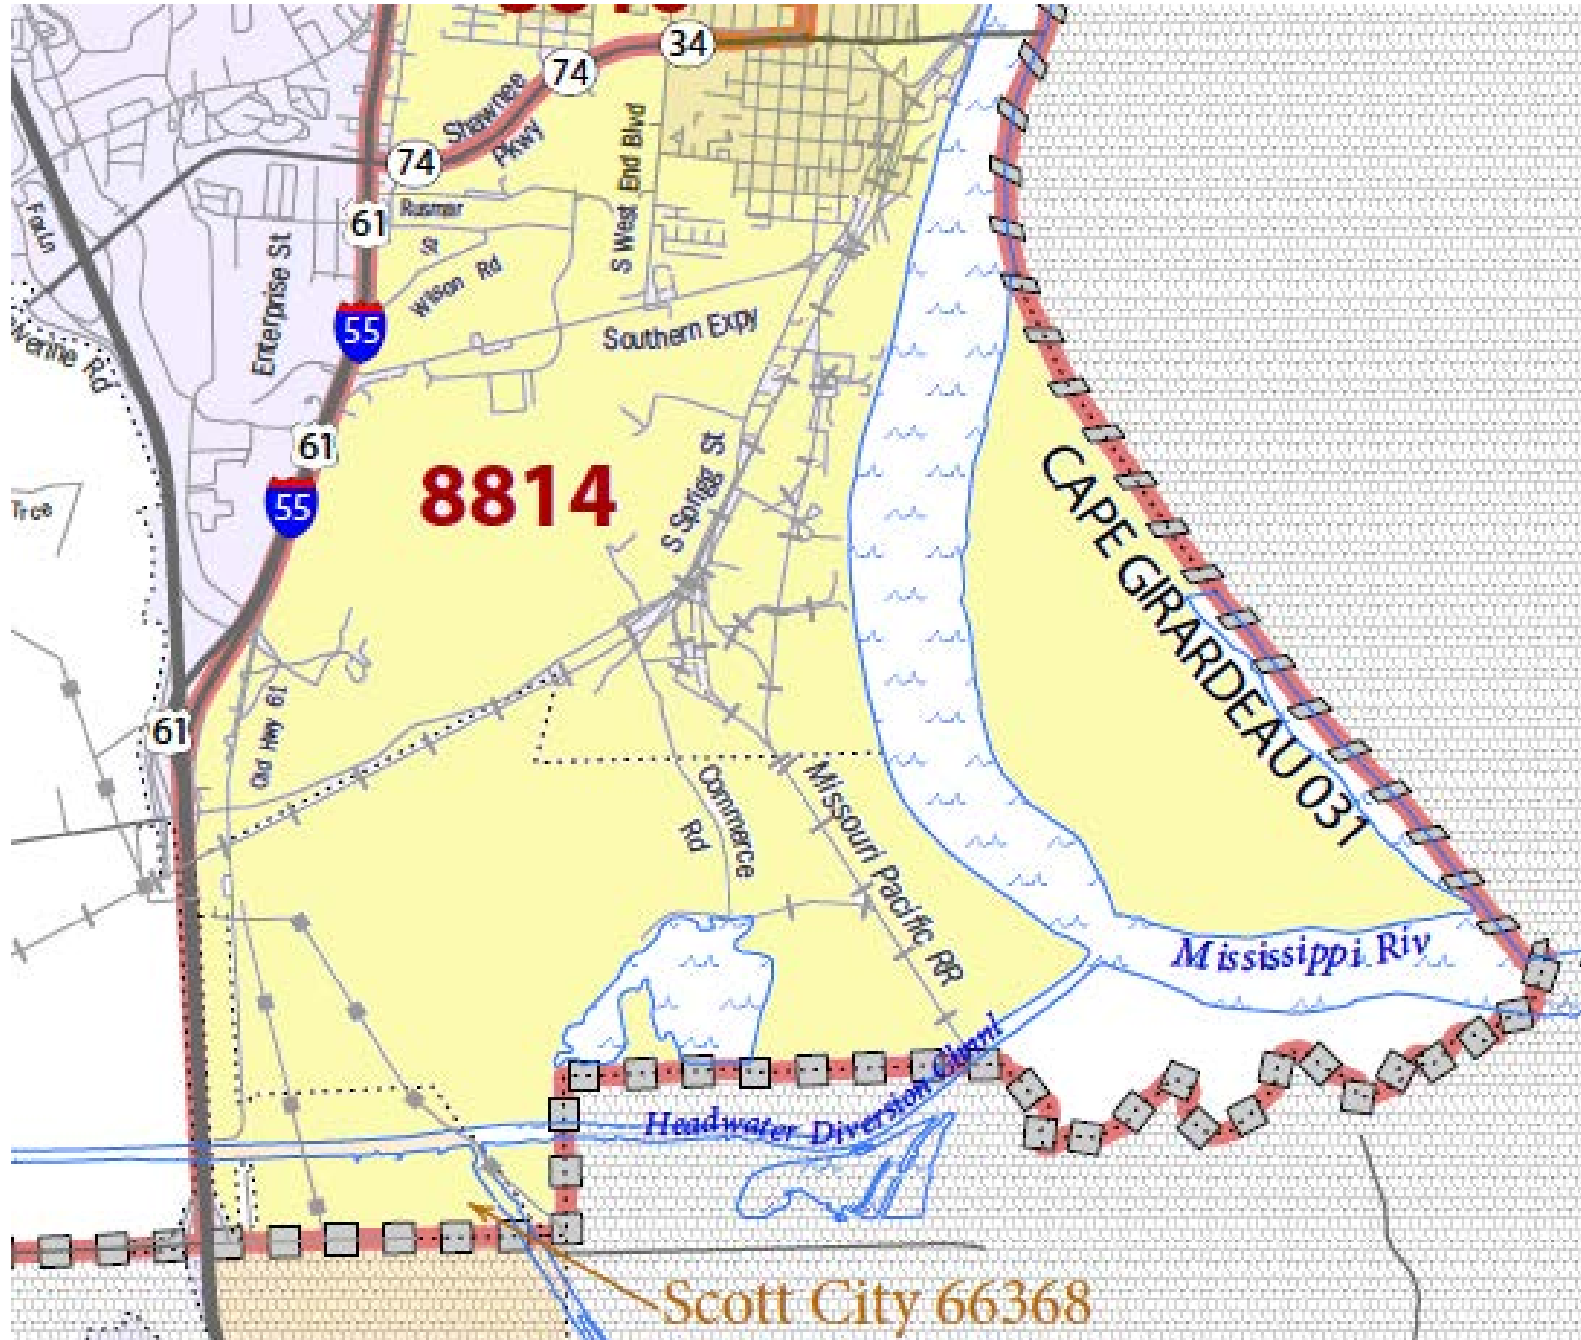 34
74
Shawnee
Pkwy
74
S West End Blvd
Rusmar
St
61
Wilson Rd
Enterprise St
Southern Expy
55
61
8814
55
S Sprigg St
CAPE GIRARDEAU 031
Old Hwy 61
61
Commerce
Rd
Missouri Pacific RR
Mississippi Riv
Headwater Diversion Chanl
Scott City 66368
Tree
Rd